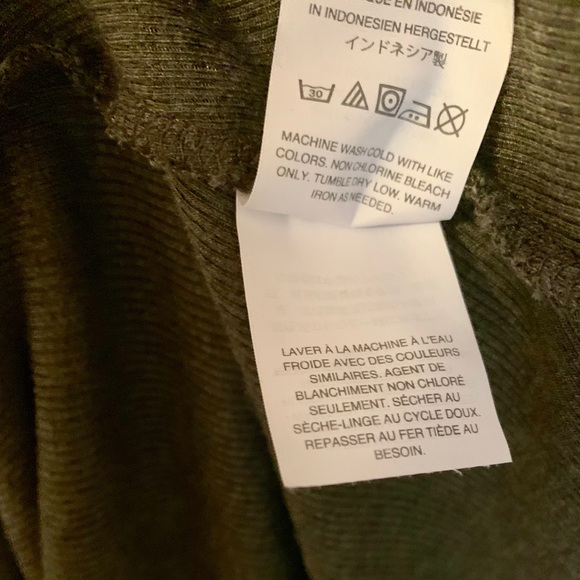 EN INDONÉSIE
IN INDONESIEN HERGESTELLT
インドネシア製
30
MACHINE WASH COLD WITH LIKE
COLORS. NON CHLORINE BLEACH
ONLY. TUMBLE DRY LOW. WARM
IRON AS NEEDED.
LAVER À LA MACHINE À L'EAU
FROIDE AVEC DES COULEURS
SIMILAIRES. AGENT DE
BLANCHIMENT NON CHLORÉ
SEULEMENT. SÉCHER AU
SÈCHE-LINGE AU CYCLE DOUX.
REPASSER AU FER TIÈDE AU
BESOIN.